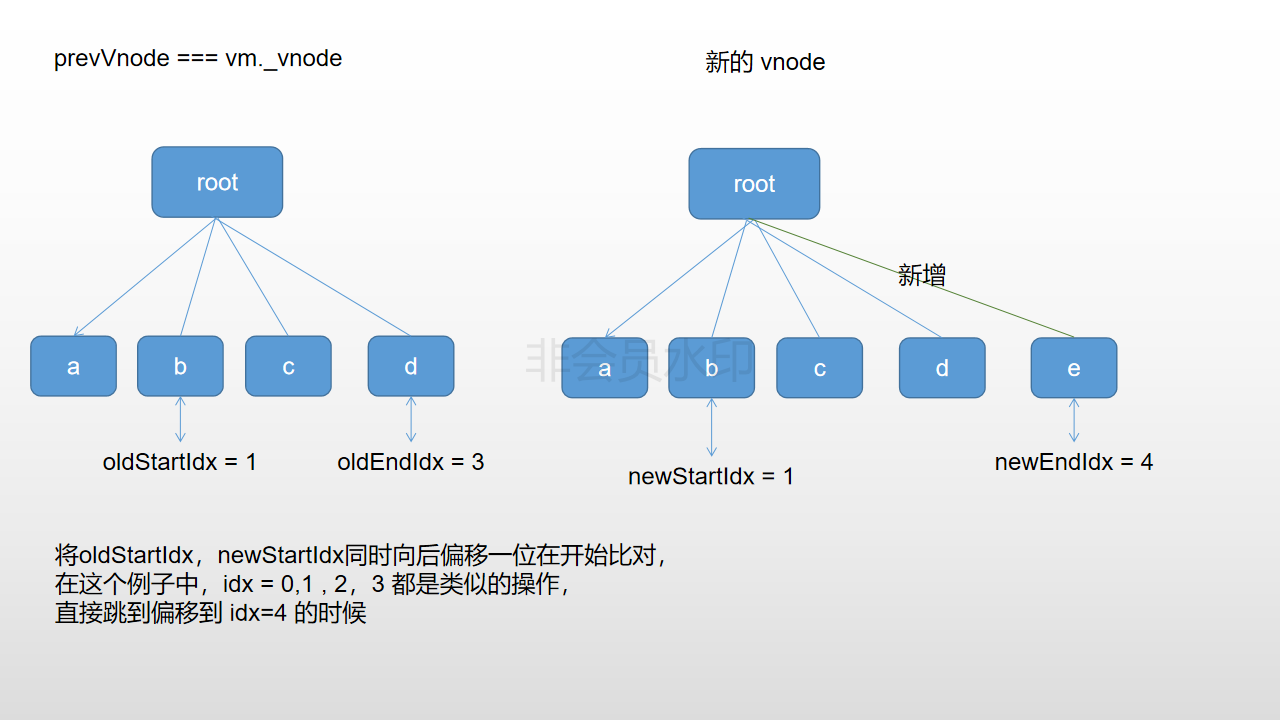 prevVnode === vm._vnode
新的 vnode
root
root
新增
a
b
c
d
非会员水印
a
b
c
d
e
oldStartIdx = 1
oldEndIdx = 3
newStartIdx = 1
newEndIdx = 4
将oldStartIdx，newStartIdx同时向后偏移一位在开始比对，
在这个例子中，idx = 0,1 , 2，3 都是类似的操作，
直接跳到偏移到 idx=4 的时候